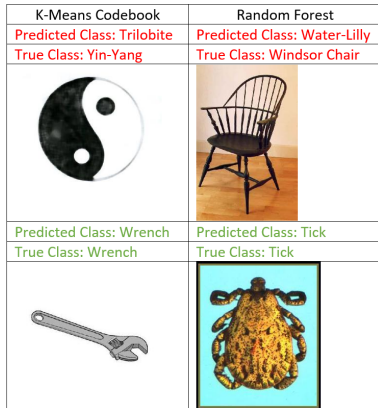 K-Means Codebook
Random Forest
Predicted Class: Trilobite
Predicted Class: Water-Lilly
True Class: Yin-Yang
True Class: Windsor Chair
Predicted Class: Wrench
Predicted Class: Tick
True Class: Wrench
True Class: Tick